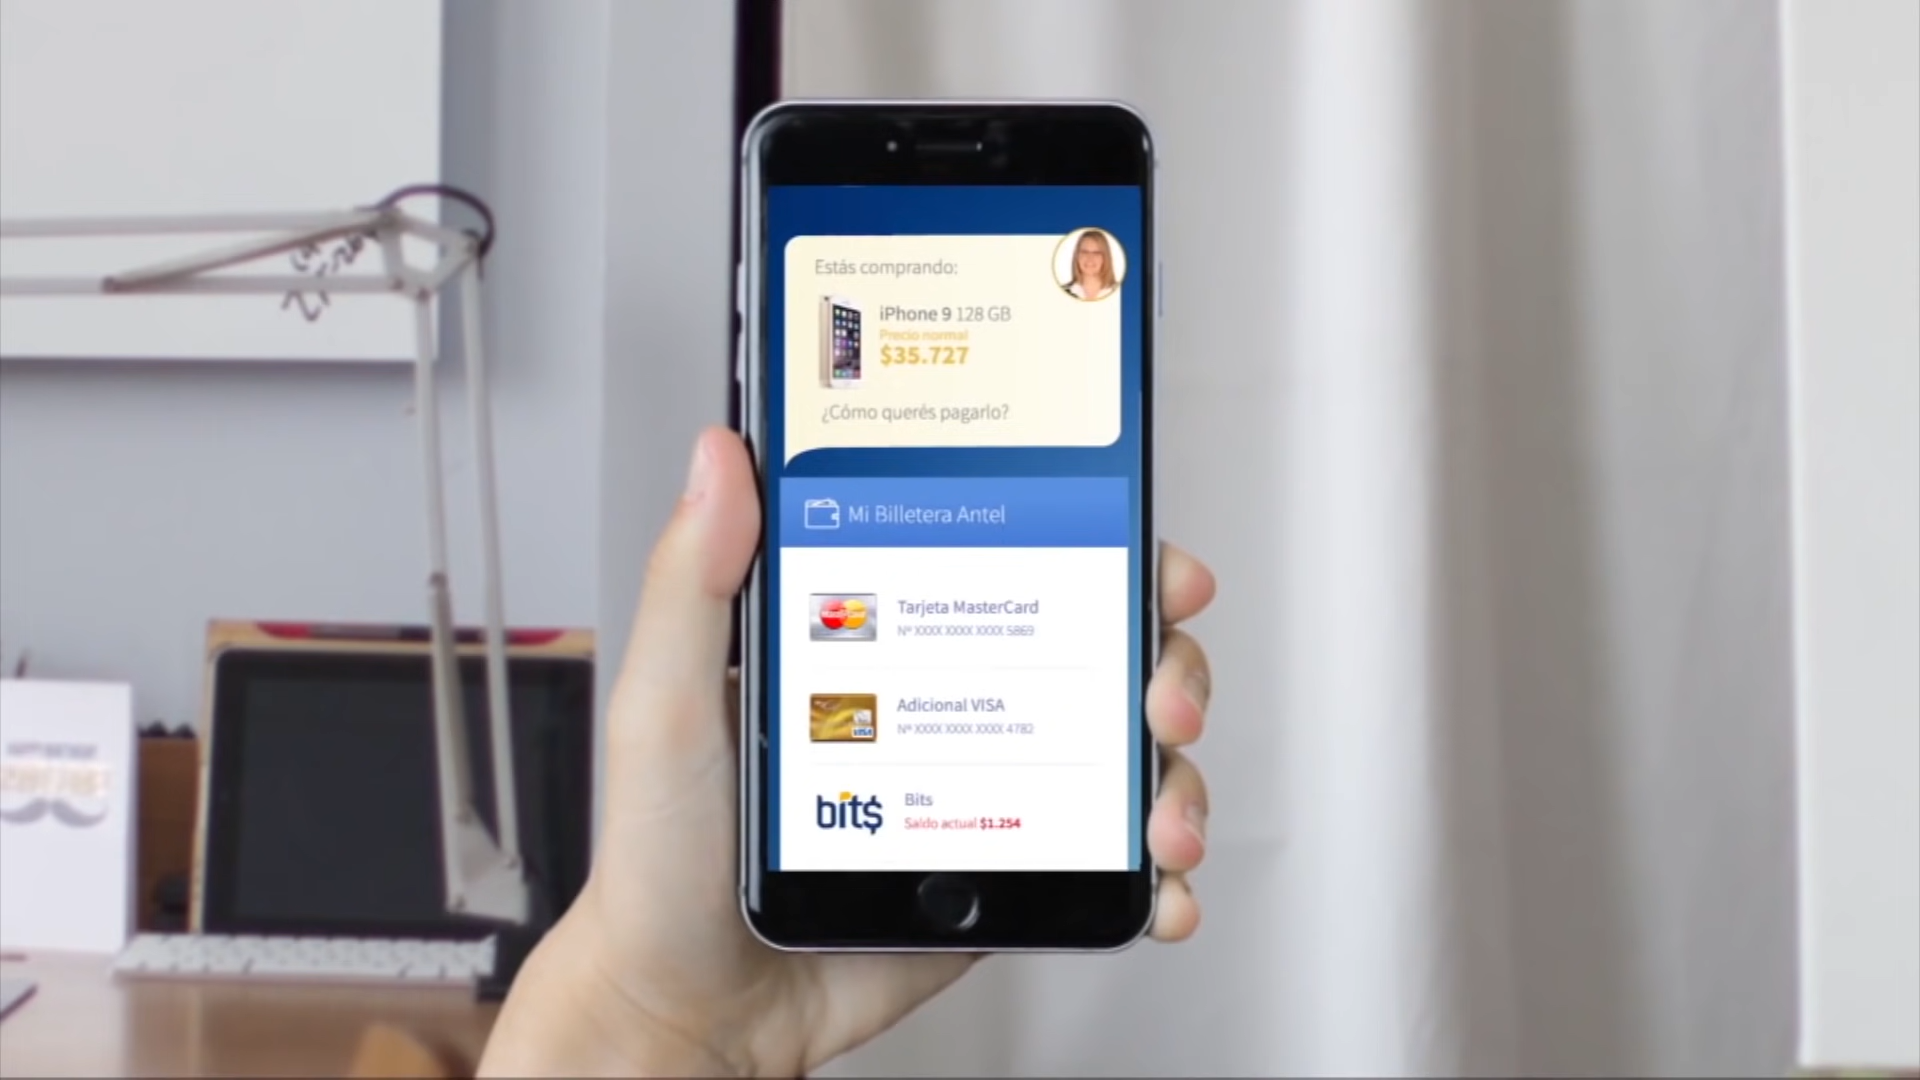 Estás comprando:
iPhone 9 128 GB
Precio normal
$35.727
¿Cómo querés pagarlo?
Mi Billetera Antel
Tarjeta MasterCard
Nº XXXX XXXX XXXX 5869
Adicional VISA
Nº XXXX XXXX XXXX 4782
VISA
bit$
Bits
Saldo actual $1.254